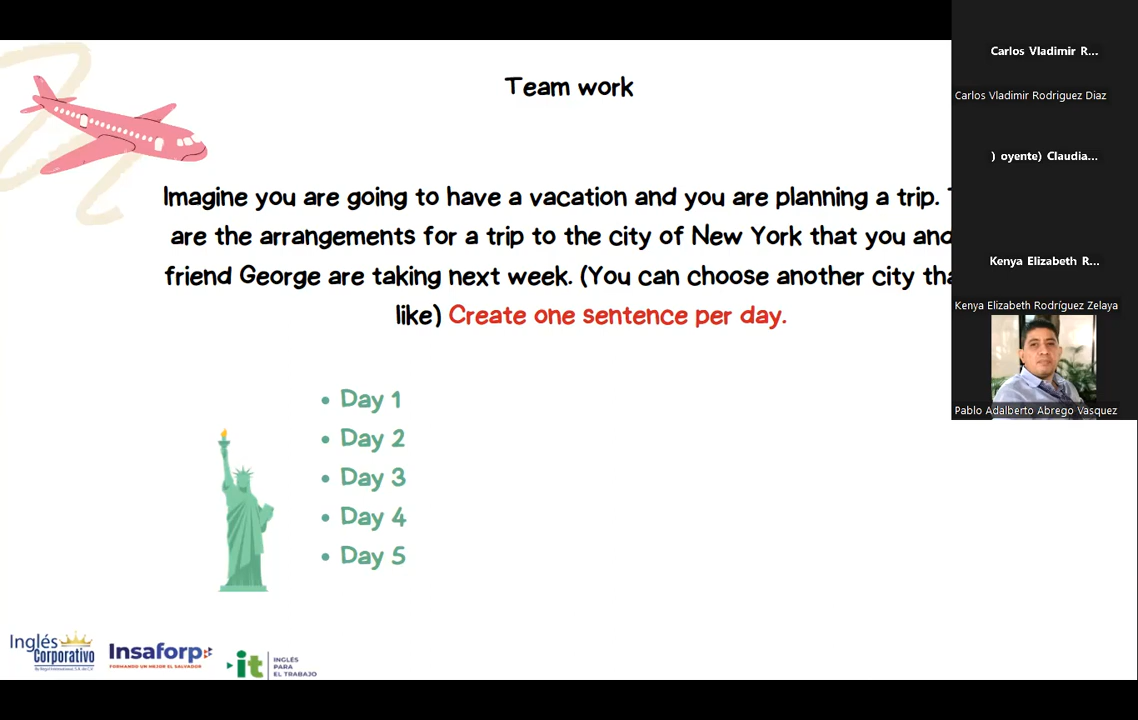 Team work
Imagine you are going to have a vacation and you are planning a trip.
are the arrangements for a trip to the city of New York that you and
friend George are taking next week. (You can choose another city
like) Create one sentence per day.
• Day 1
• Day 2
• Day 3
• Day 4
• Day 5
Inglés
Corporativo
Insaforp
FORMANDO UN MEJOR EL SALVADOR
it
INGLÉS
PARA
EL TRABAJO
Carlos Vladimir R...
Carlos Vladimir Rodriguez Diaz
) oyente) Claudia...
Kenya Elizabeth R...
Kenya Elizabeth Rodríguez Zelaya
Pablo Adalberto Abrego Vasquez